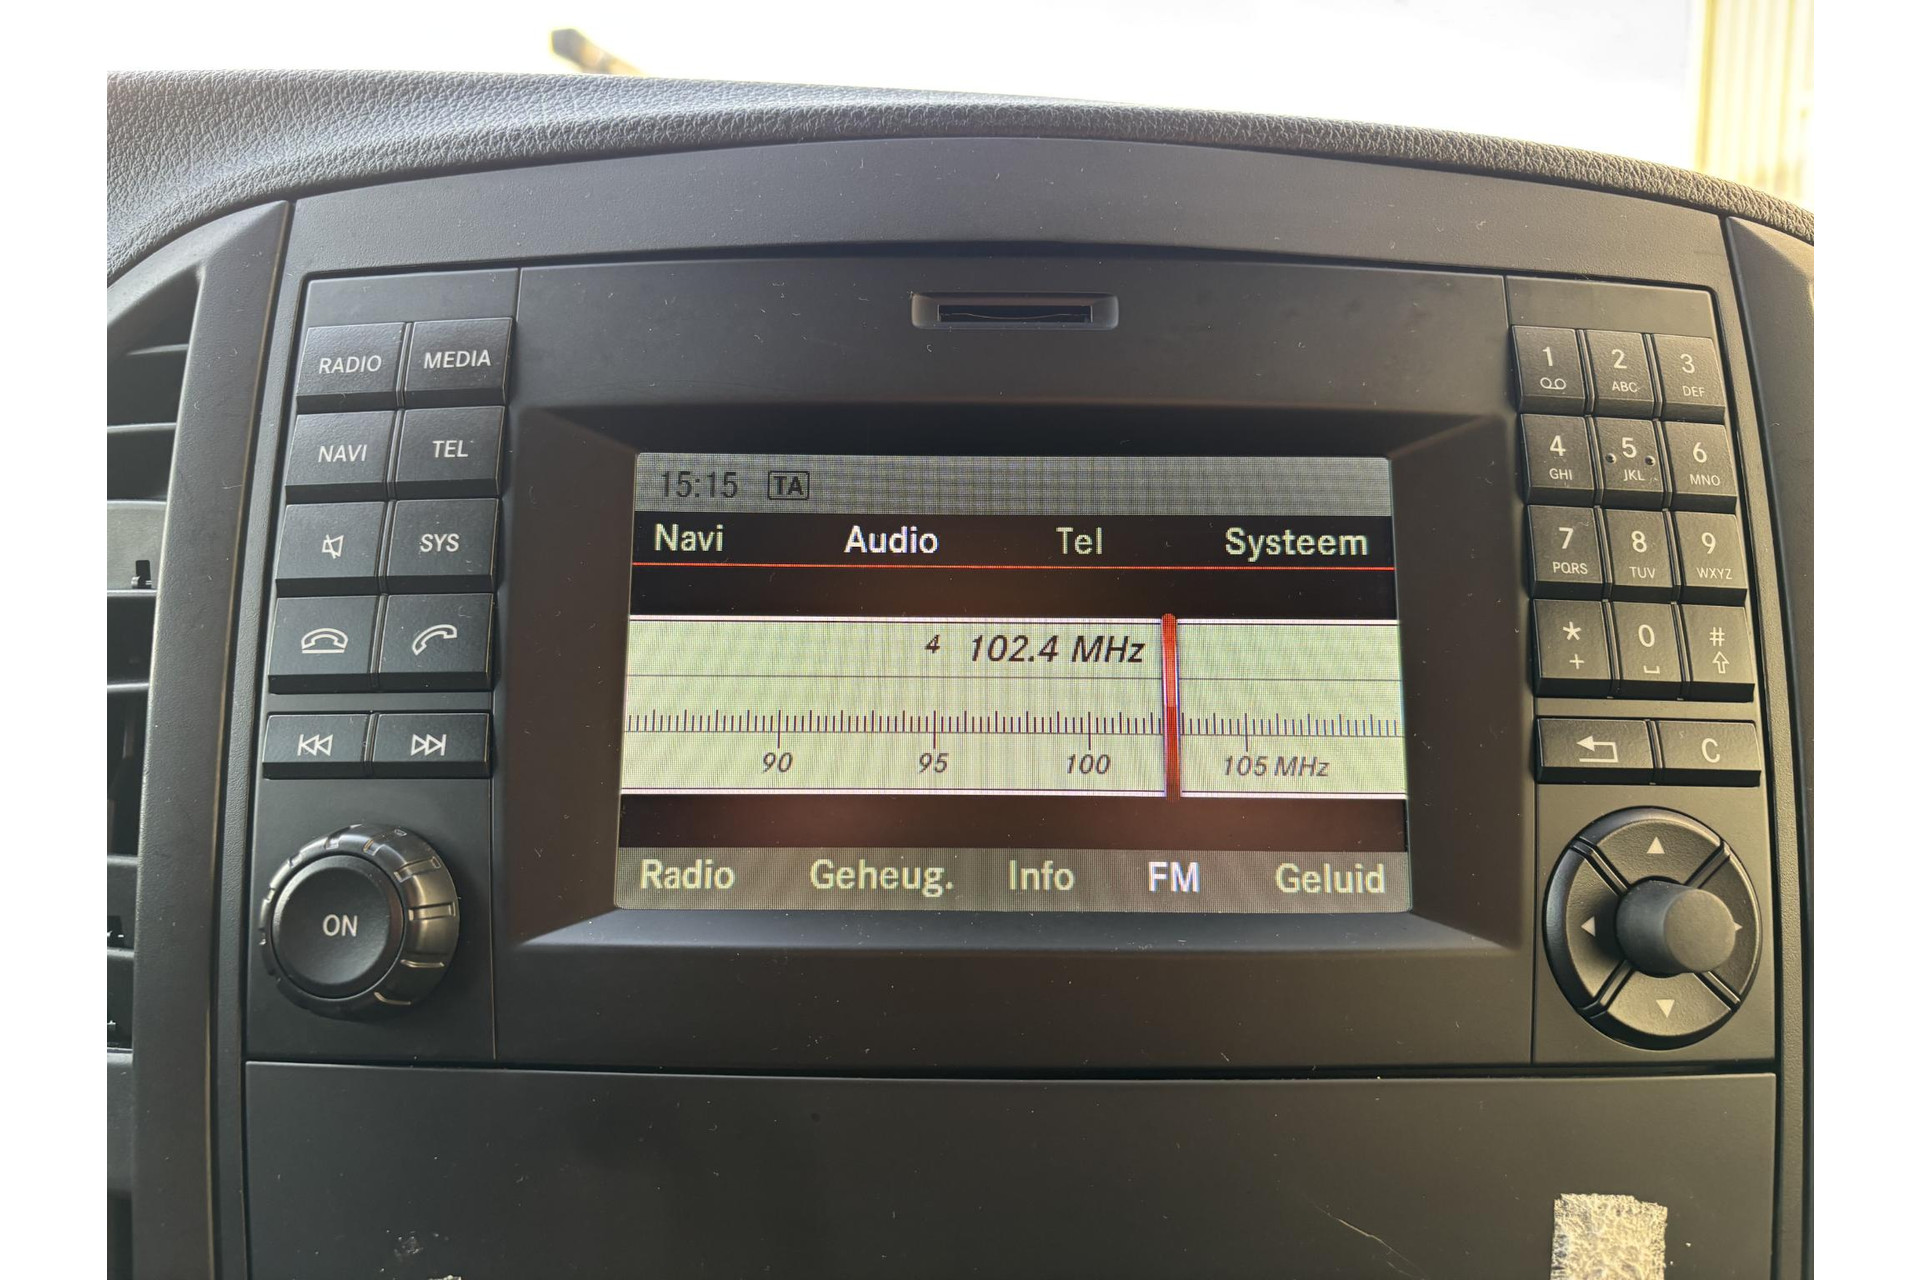 RADIO MEDIA
NAVI TEL
SYS
ON
15:15 TA
Navi Audio Tel Systeem
4 102.4 MHz
90 95 100 105 MHz
Radio Geheug. Info FM Geluid
1 2 ABC 3 DEF
4 GHI 5 JKL 6 MNO
7 PQRS 8 TUV 9 WXYZ
* + 0 #
C